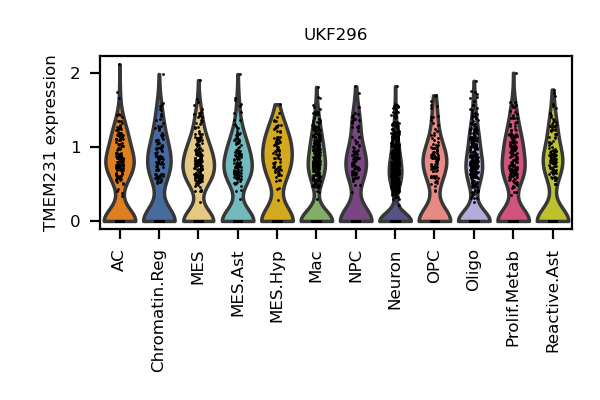 UKF296
TMEM231 expression
2
1
0
AC
Chromatin.Reg
MES
MES.Ast
MES.Hyp
Mac
NPC
Neuron
OPC
Oligo
Prolif.Metab
Reactive.Ast